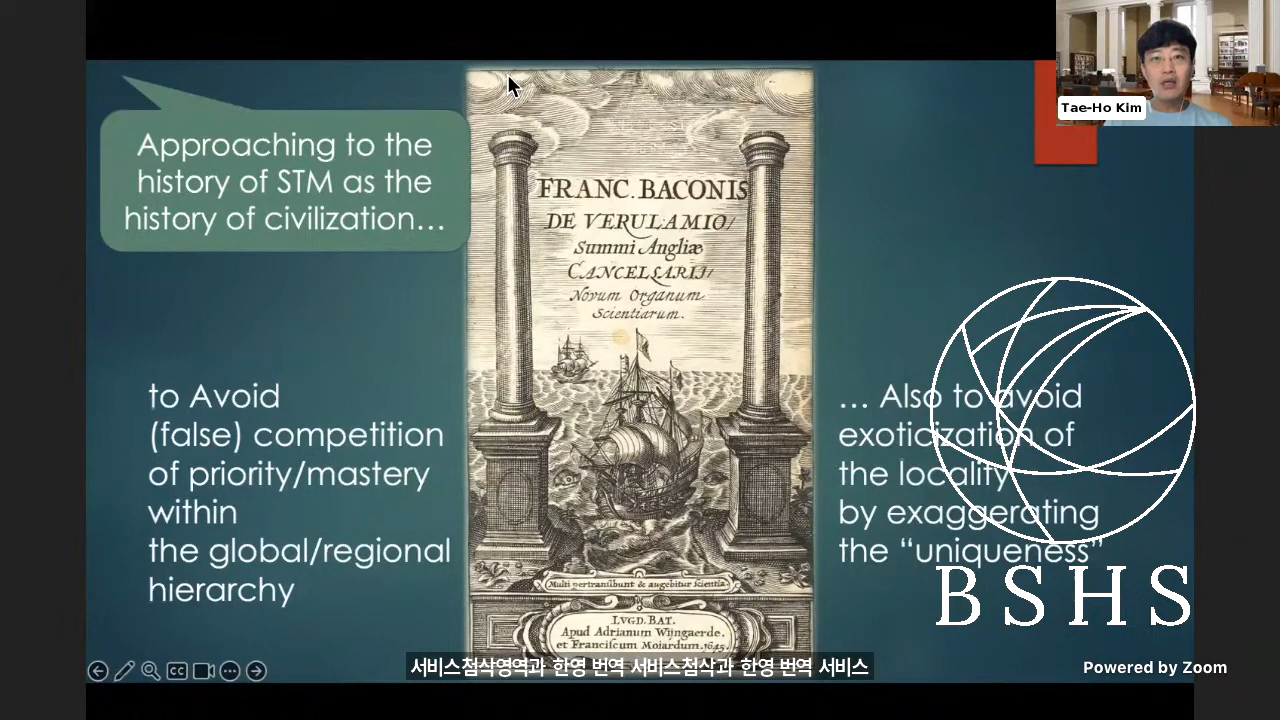 Tae-Ho Kim
Approaching to the
history of STM as the
history of civilization…
FRANC. BACONIS
DE VERULAMIO/
Summi Angliæ
CANCELLARII/
Novum Organum
Scientiarum.
to Avoid
(false) competition
of priority/mastery
within
the global/regional
hierarchy
… Also to avoid
exoticization of
the locality
by exaggerating
the “uniqueness”
Multi pertransibunt & augebitur scientia.
LVGD. BAT.
Apud Adrianum Wijngaerde.
et Franciscum Moiardum. 1645.
BSHS
CC
서비스첨삭영역과 한영 번역 서비스첨삭과 한영 번역 서비스
Powered by Zoom